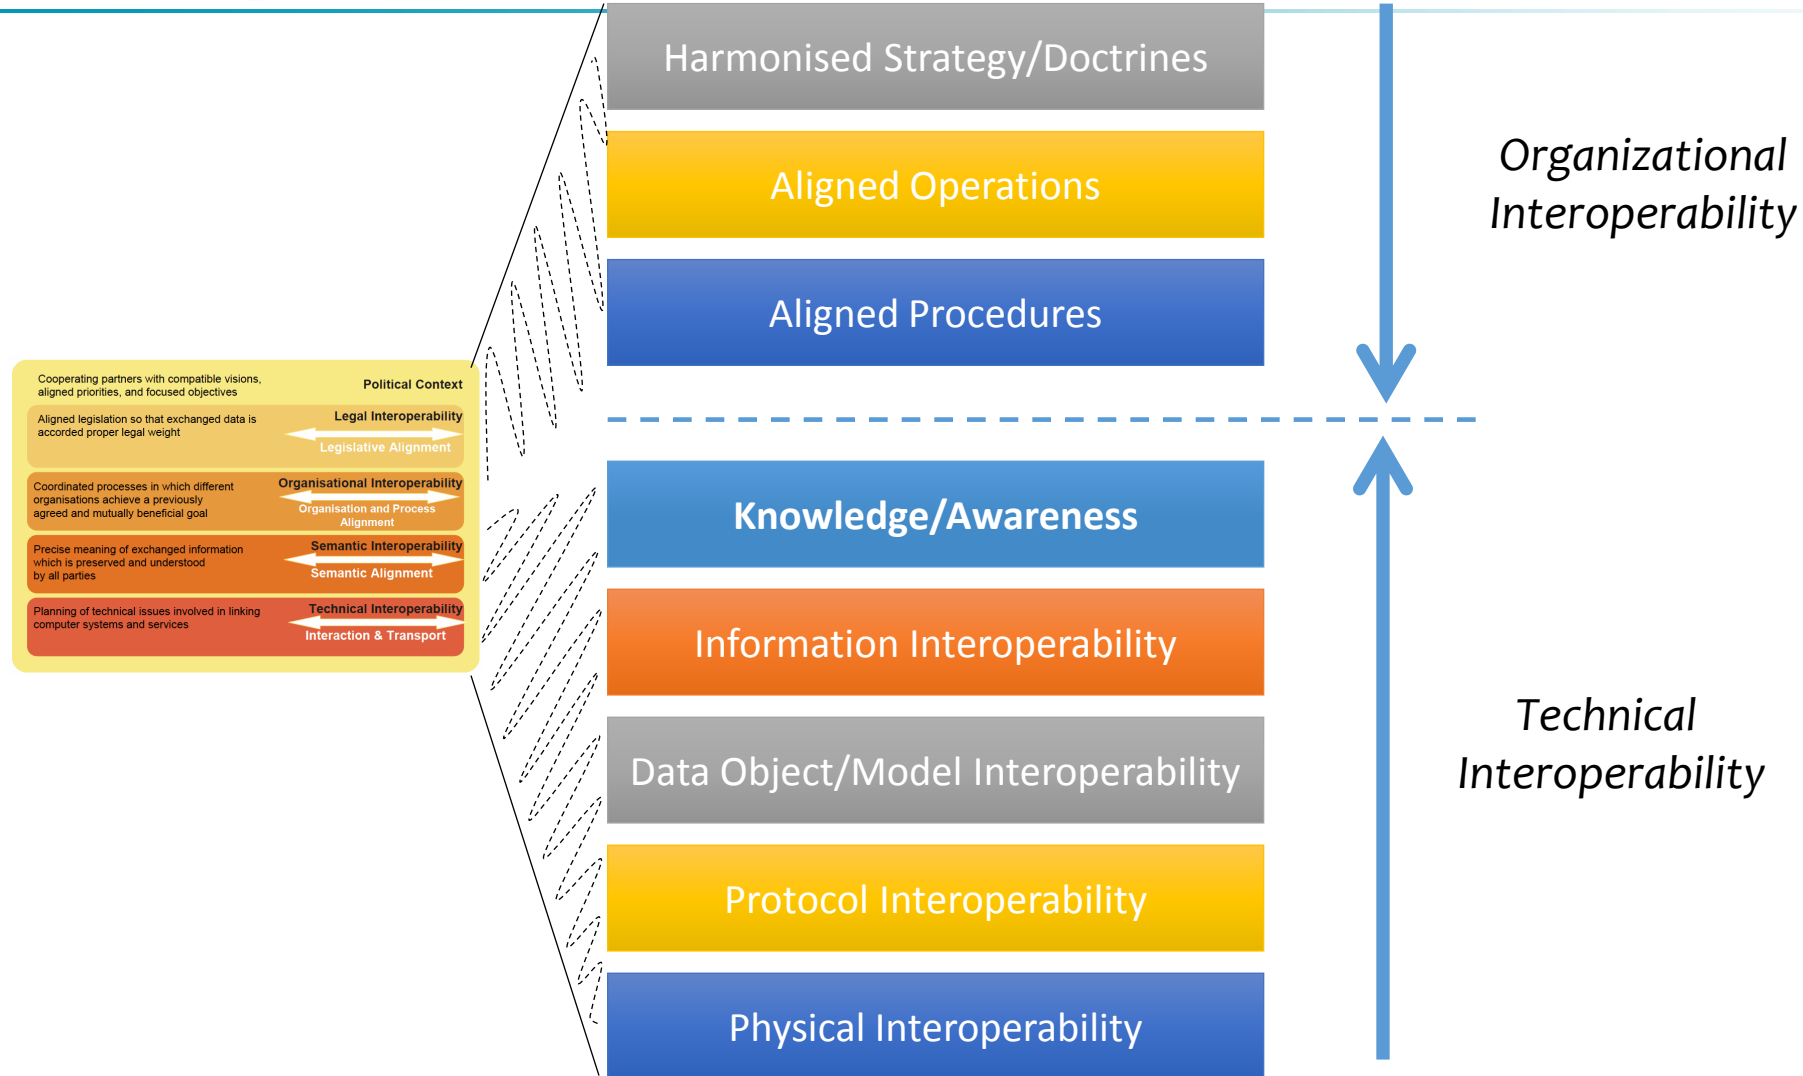 Harmonised Strategy/Doctrines
Aligned Operations
Aligned Procedures
Organizational
Interoperability
Cooperating partners with compatible visions,
aligned priorities, and focused objectives
Political Context
Aligned legislation so that exchanged data is
accorded proper legal weight
Legal Interoperability
Legislative Alignment
Coordinated processes in which different
organisations achieve a previously
agreed and mutually beneficial goal
Organisational Interoperability
Organisation and Process
Alignment
Precise meaning of exchanged information
which is preserved and understood
by all parties
Semantic Interoperability
Semantic Alignment
Planning of technical issues involved in linking
computer systems and services
Technical Interoperability
Interaction & Transport
Knowledge/Awareness
Information Interoperability
Data Object/Model Interoperability
Protocol Interoperability
Physical Interoperability
Technical
Interoperability